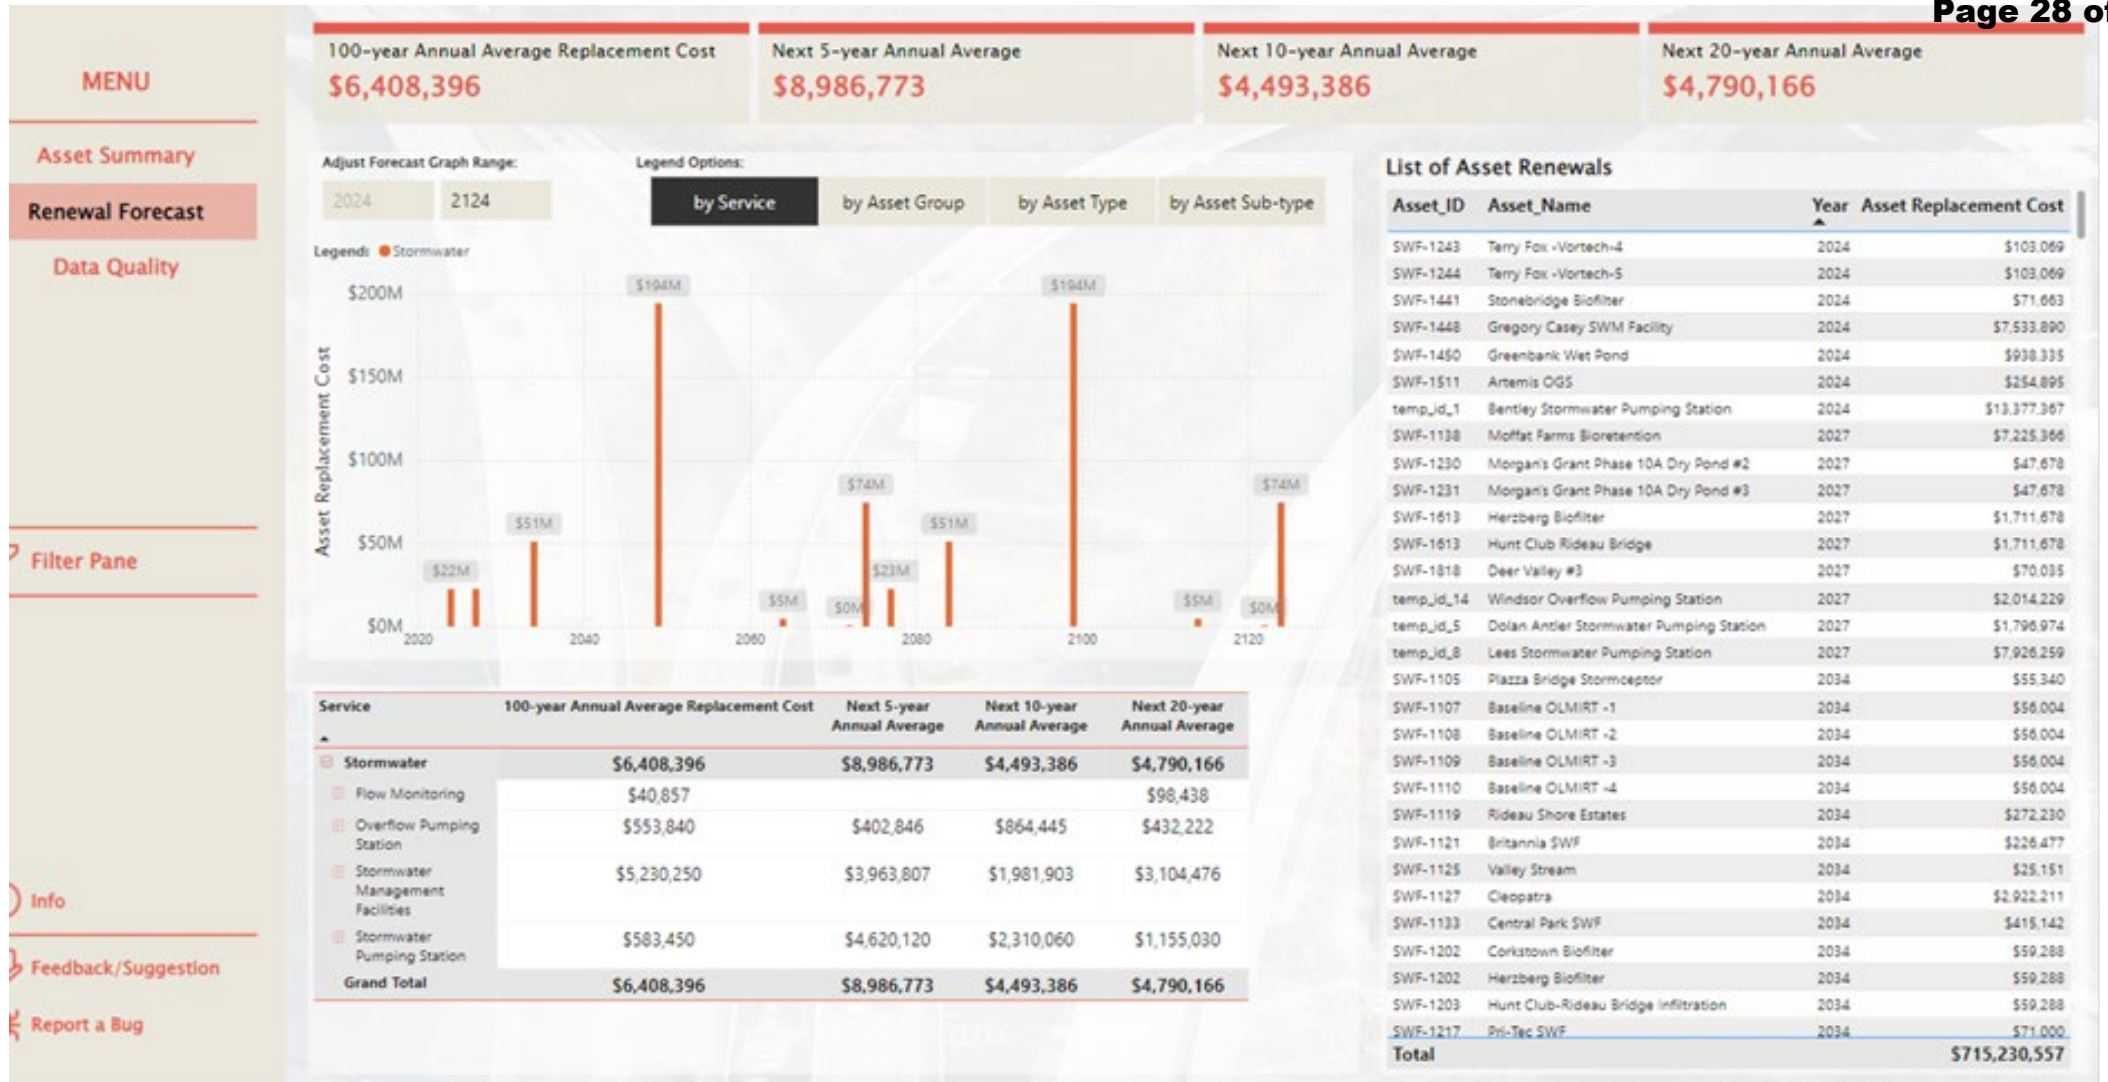 Page 28 of
MENU
Asset Summary
Renewal Forecast
Data Quality
Filter Pane
Info
Feedback/Suggestion
Report a Bug
100-year Annual Average Replacement Cost
$6,408,396
Next 5-year Annual Average
$8,986,773
Next 10-year Annual Average
$4,493,386
Next 20-year Annual Average
$4,790,166
Adjust Forecast Graph Range:
2024 2124
Legend Options:
by Service by Asset Group by Asset Type by Asset Sub-type
Legend: Stormwater
Asset Replacement Cost
$200M
$150M
$100M
$50M
$0M
$22M
$51M
$194M
$5M
$0M
$74M
$23M
$51M
$194M
$5M
$0M
$74M
2020 2040 2060 2080 2100 2120
Service 100-year Annual Average Replacement Cost Next 5-year Annual Average Next 10-year Annual Average Next 20-year Annual Average
Stormwater $6,408,396 $8,986,773 $4,493,386 $4,790,166
Flow Monitoring $40,857 $98,438
Overflow Pumping Station $553,840 $402,846 $864,445 $432,222
Stormwater Management Facilities $5,230,250 $3,963,807 $1,981,903 $3,104,476
Stormwater Pumping Station $583,450 $4,620,120 $2,310,060 $1,155,030
Grand Total $6,408,396 $8,986,773 $4,493,386 $4,790,166
List of Asset Renewals
Asset_ID Asset_Name Year Asset Replacement Cost
SWF-1243 Terry Fox -Vortech-4 2024 $103,069
SWF-1244 Terry Fox -Vortech-5 2024 $103,069
SWF-1441 Stonebridge Biofilter 2024 $71,663
SWF-1448 Gregory Casey SWM Facility 2024 $7,533,890
SWF-1450 Greenbank Wet Pond 2024 $938,335
SWF-1511 Artemis OGS 2024 $254,895
temp_id_1 Bentley Stormwater Pumping Station 2024 $13,377,367
SWF-1138 Moffat Farms Bioretention 2027 $7,225,366
SWF-1230 Morgan's Grant Phase 10A Dry Pond #2 2027 $47,678
SWF-1231 Morgan's Grant Phase 10A Dry Pond #3 2027 $47,678
SWF-1613 Herzberg Biofilter 2027 $1,711,678
SWF-1613 Hunt Club Rideau Bridge 2027 $1,711,678
SWF-1818 Deer Valley #3 2027 $70,035
temp_id_14 Windsor Overflow Pumping Station 2027 $2,014,229
temp_id_5 Dolan Antler Stormwater Pumping Station 2027 $1,796,974
temp_id_8 Lees Stormwater Pumping Station 2027 $7,926,259
SWF-1105 Plazza Bridge Stormceptor 2034 $55,340
SWF-1107 Baseline OLMIRT -1 2034 $56,004
SWF-1108 Baseline OLMIRT -2 2034 $56,004
SWF-1109 Baseline OLMIRT -3 2034 $56,004
SWF-1110 Baseline OLMIRT -4 2034 $56,004
SWF-1119 Rideau Shore Estates 2034 $272,230
SWF-1121 Britannia SWF 2034 $226,477
SWF-1125 Valley Stream 2034 $25,151
SWF-1127 Cleopatra 2034 $2,922,211
SWF-1133 Central Park SWF 2034 $415,142
SWF-1202 Corkstown Biofilter 2034 $59,288
SWF-1202 Herzberg Biofilter 2034 $59,288
SWF-1203 Hunt Club-Rideau Bridge Infiltration 2034 $59,288
SWF-1217 Pri-Tec SWF 2034 $71,000
Total $715,230,557